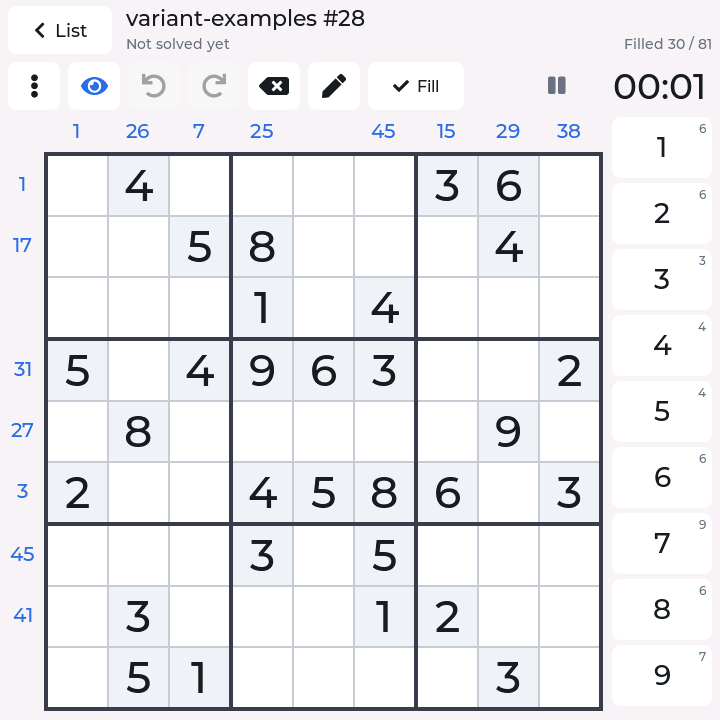 List
variant-examples #28
Not solved yet
Filled 30 / 81
Fill
00:01
1 26 7 25 45 15 29 38
1 4 3 6
17 5 8 4
1 4
31 5 4 9 6 3 2
27 8 9
3 2 4 5 8 6 3
45 3 5
41 3 1 2
5 1 3
1 6
2 6
3 3
4 4
5 4
6 6
7 9
8 6
9 7